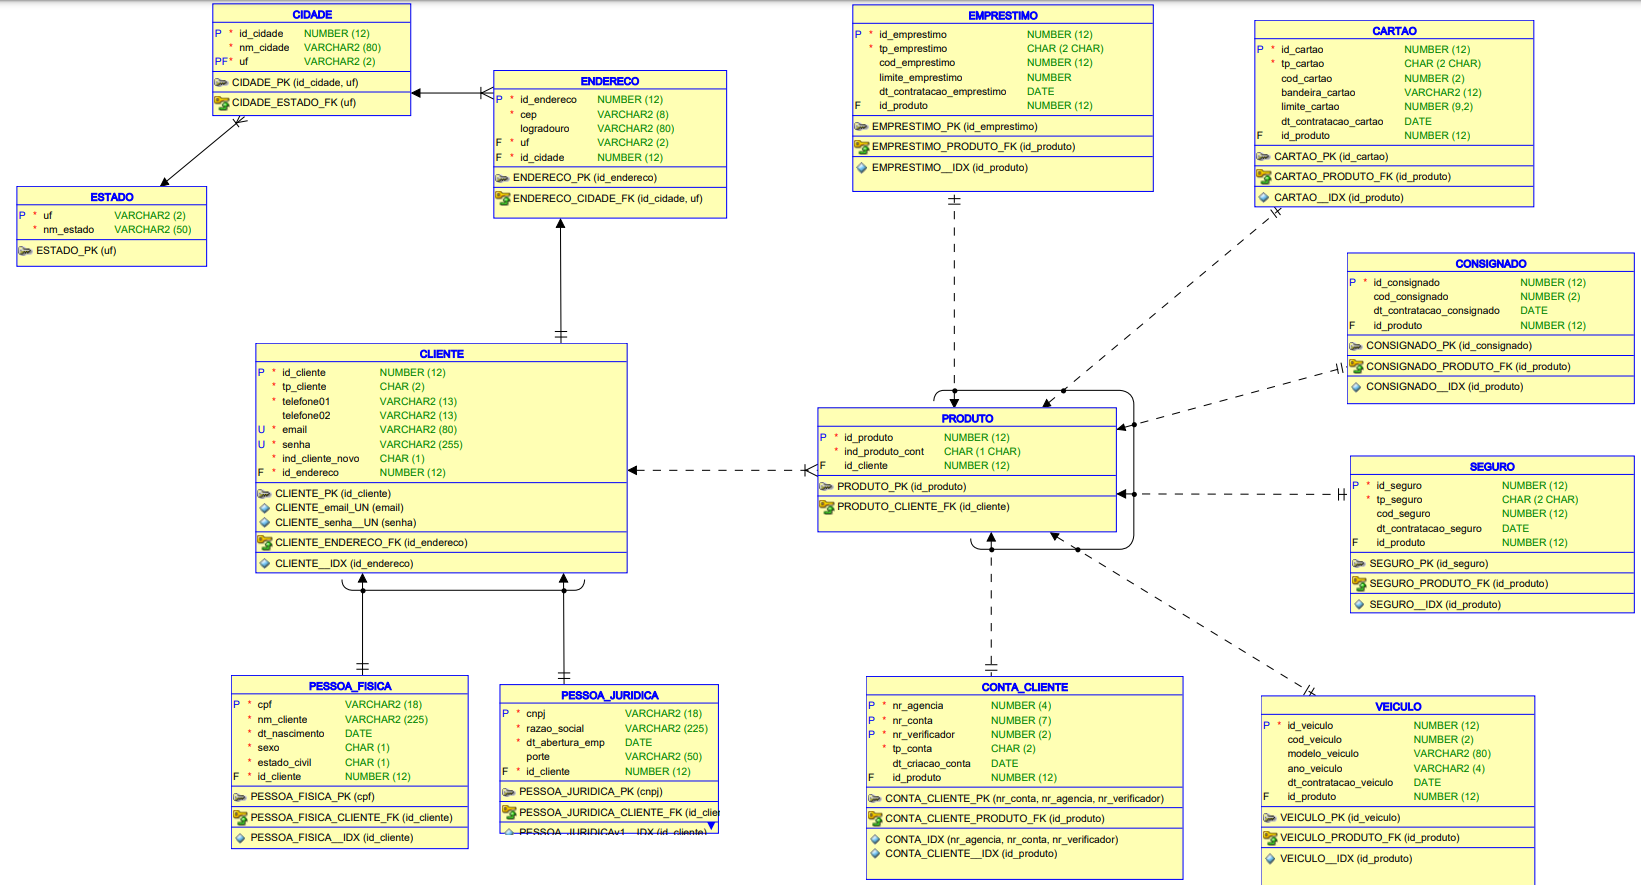 CIDADE
P * id_cidade NUMBER (12)
* nm_cidade VARCHAR2 (80)
PF* uf VARCHAR2 (2)
CIDADE_PK (id_cidade, uf)
CIDADE_ESTADO_FK (uf)
ENDERECO
P * id_endereco NUMBER (12)
* cep VARCHAR2 (8)
logradouro VARCHAR2 (80)
F * uf VARCHAR2 (2)
F * id_cidade NUMBER (12)
ENDERECO_PK (id_endereco)
ENDERECO_CIDADE_FK (id_cidade, uf)
ESTADO
P * uf VARCHAR2 (2)
* nm_estado VARCHAR2 (50)
ESTADO_PK (uf)
EMPRESTIMO
P * id_emprestimo NUMBER (12)
* tp_emprestimo CHAR (2 CHAR)
cod_emprestimo NUMBER (12)
limite_emprestimo NUMBER
dt_contratacao_emprestimo DATE
F id_produto NUMBER (12)
EMPRESTIMO_PK (id_emprestimo)
EMPRESTIMO_PRODUTO_FK (id_produto)
EMPRESTIMO__IDX (id_produto)
CARTAO
P * id_cartao NUMBER (12)
* tp_cartao CHAR (2 CHAR)
cod_cartao NUMBER (2)
bandeira_cartao VARCHAR2 (12)
limite_cartao NUMBER (9,2)
dt_contratacao_cartao DATE
F id_produto NUMBER (12)
CARTAO_PK (id_cartao)
CARTAO_PRODUTO_FK (id_produto)
CARTAO__IDX (id_produto)
CONSIGNADO
P * id_consignado NUMBER (12)
cod_consignado NUMBER (2)
dt_contratacao_consignado DATE
F id_produto NUMBER (12)
CONSIGNADO_PK (id_consignado)
CONSIGNADO_PRODUTO_FK (id_produto)
CONSIGNADO__IDX (id_produto)
CLIENTE
P * id_cliente NUMBER (12)
* tp_cliente CHAR (2)
* telefone01 VARCHAR2 (13)
telefone02 VARCHAR2 (13)
U * email VARCHAR2 (80)
U * senha VARCHAR2 (255)
* ind_cliente_novo CHAR (1)
F * id_endereco NUMBER (12)
CLIENTE_PK (id_cliente)
CLIENTE_email_UN (email)
CLIENTE_senha__UN (senha)
CLIENTE_ENDERECO_FK (id_endereco)
CLIENTE__IDX (id_endereco)
PRODUTO
P * id_produto NUMBER (12)
* ind_produto_cont CHAR (1 CHAR)
F id_cliente NUMBER (12)
PRODUTO_PK (id_produto)
PRODUTO_CLIENTE_FK (id_cliente)
SEGURO
P * id_seguro NUMBER (12)
* tp_seguro CHAR (2 CHAR)
cod_seguro NUMBER (12)
dt_contratacao_seguro DATE
F id_produto NUMBER (12)
SEGURO_PK (id_seguro)
SEGURO_PRODUTO_FK (id_produto)
SEGURO__IDX (id_produto)
PESSOA_FISICA
P * cpf VARCHAR2 (18)
* nm_cliente VARCHAR2 (225)
* dt_nascimento DATE
* sexo CHAR (1)
* estado_civil CHAR (1)
F * id_cliente NUMBER (12)
PESSOA_FISICA_PK (cpf)
PESSOA_FISICA_CLIENTE_FK (id_cliente)
PESSOA_FISICA__IDX (id_cliente)
PESSOA_JURIDICA
P * cnpj VARCHAR2 (18)
* razao_social VARCHAR2 (225)
* dt_abertura_emp DATE
porte VARCHAR2 (50)
F * id_cliente NUMBER (12)
PESSOA_JURIDICA_PK (cnpj)
PESSOA_JURIDICA_CLIENTE_FK (id_clie
PESSOA_JURIDICAv1__IDX (id_cliente)
CONTA_CLIENTE
P * nr_agencia NUMBER (4)
P * nr_conta NUMBER (7)
P * nr_verificador NUMBER (2)
* tp_conta CHAR (2)
dt_criacao_conta DATE
F id_produto NUMBER (12)
CONTA_CLIENTE_PK (nr_conta, nr_agencia, nr_verificador)
CONTA_CLIENTE_PRODUTO_FK (id_produto)
CONTA_IDX (nr_agencia, nr_conta, nr_verificador)
CONTA_CLIENTE__IDX (id_produto)
VEICULO
P * id_veiculo NUMBER (12)
cod_veiculo NUMBER (2)
modelo_veiculo VARCHAR2 (80)
ano_veiculo VARCHAR2 (4)
dt_contratacao_veiculo DATE
F id_produto NUMBER (12)
VEICULO_PK (id_veiculo)
VEICULO_PRODUTO_FK (id_produto)
VEICULO__IDX (id_produto)